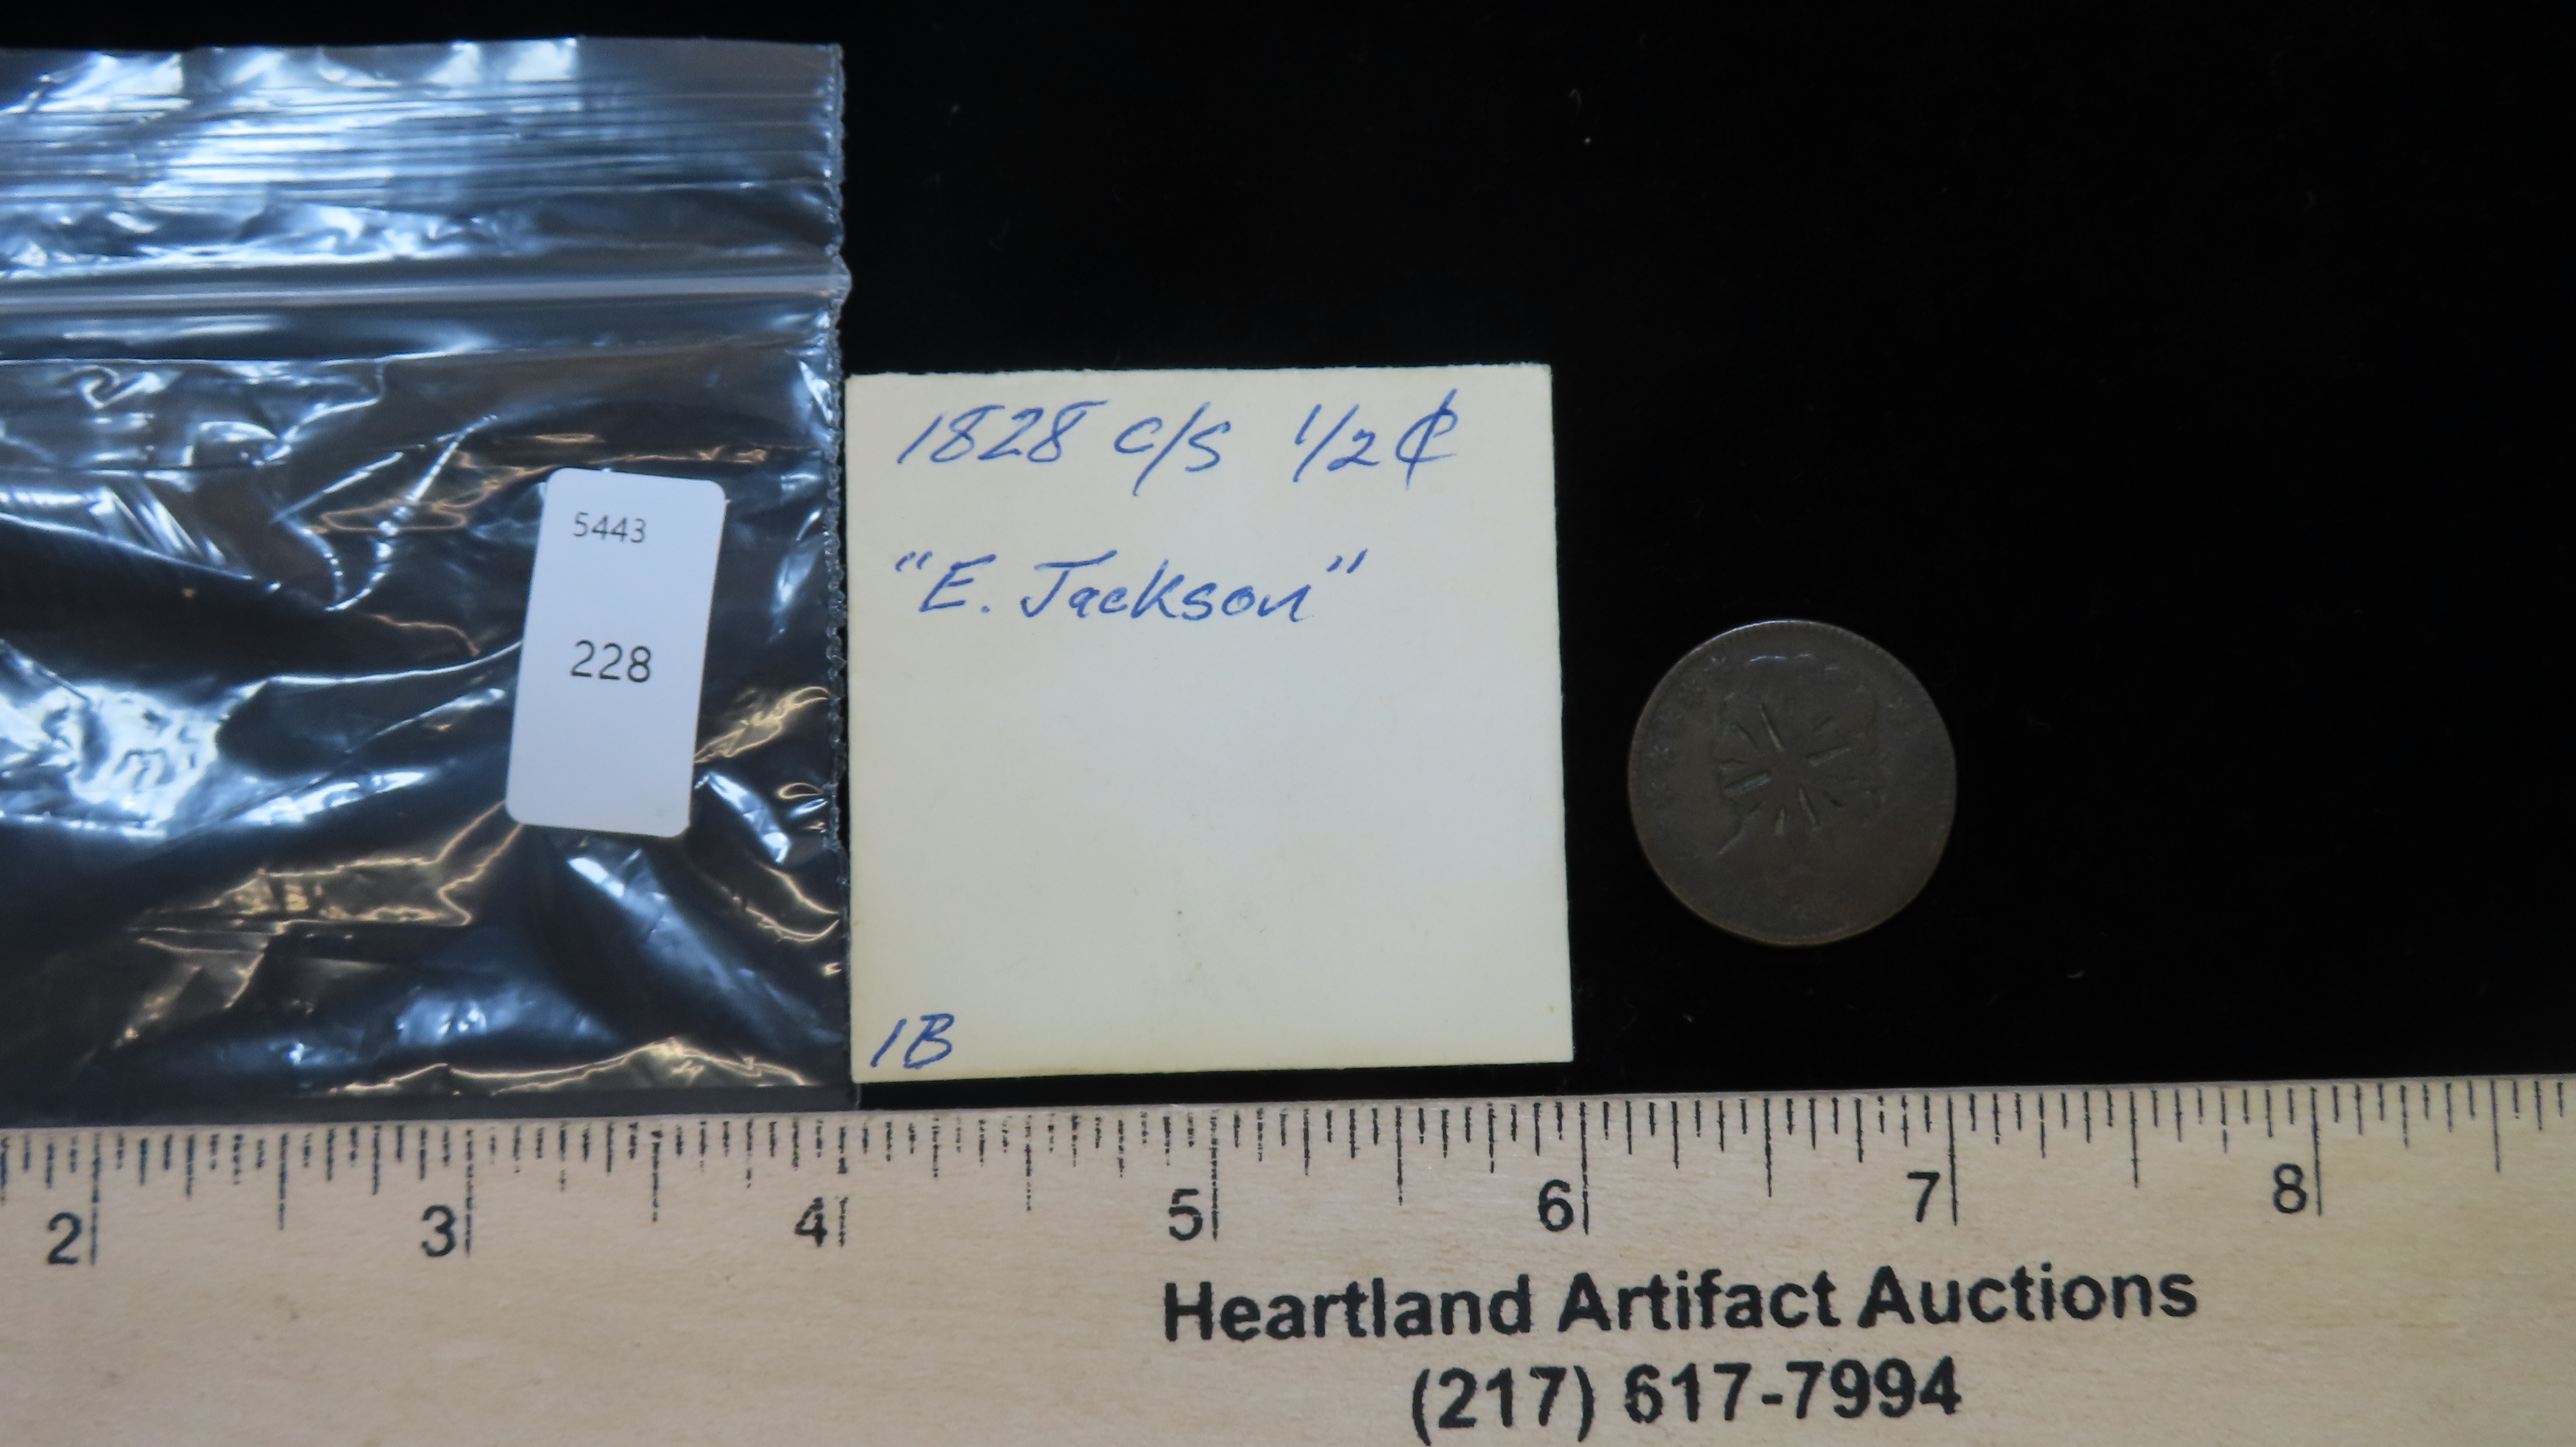 5443
228
1828 c/s 1/2 ¢
"E. Jackson"
1B
2 3 4 5 6 7 8
Heartland Artifact Auctions
(217) 617-7994